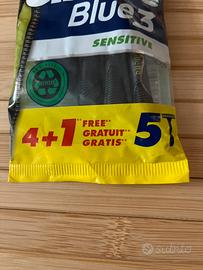 Blue3
SENSITIVE
4+1 FREE
GRATUIT
GRATIS
5
subito